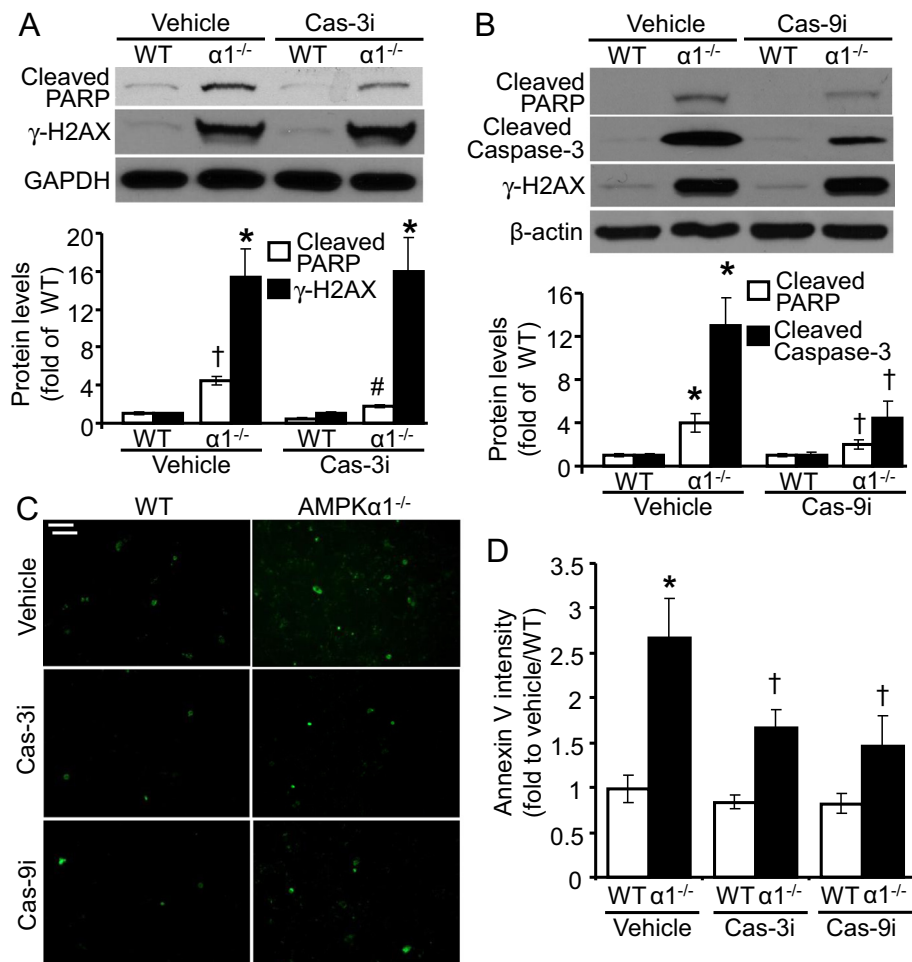 A
Vehicle Cas-3i
WT α1-/- WT α1-/-
Cleaved
PARP
γ-H2AX
GAPDH
Protein levels
(fold of WT)
20
16
12
8
4
0
Cleaved
PARP
γ-H2AX
†
*
#
*
WT α1-/- WT α1-/-
Vehicle Cas-3i
B
Vehicle Cas-9i
WT α1-/- WT α1-/-
Cleaved
PARP
Cleaved
Caspase-3
γ-H2AX
β-actin
Protein levels
(fold of WT)
16
12
8
4
0
Cleaved
PARP
Cleaved
Caspase-3
*
*
†
†
WT α1-/- WT α1-/-
Vehicle Cas-9i
C
WT AMPKα1-/-
Vehicle
Cas-3i
Cas-9i
D
Annexin V intensity
(fold to vehicle/WT)
3.5
3
2.5
2
1.5
1
0.5
0
*
†
†
WT α1-/- WT α1-/- WT α1-/-
Vehicle Cas-3i Cas-9i